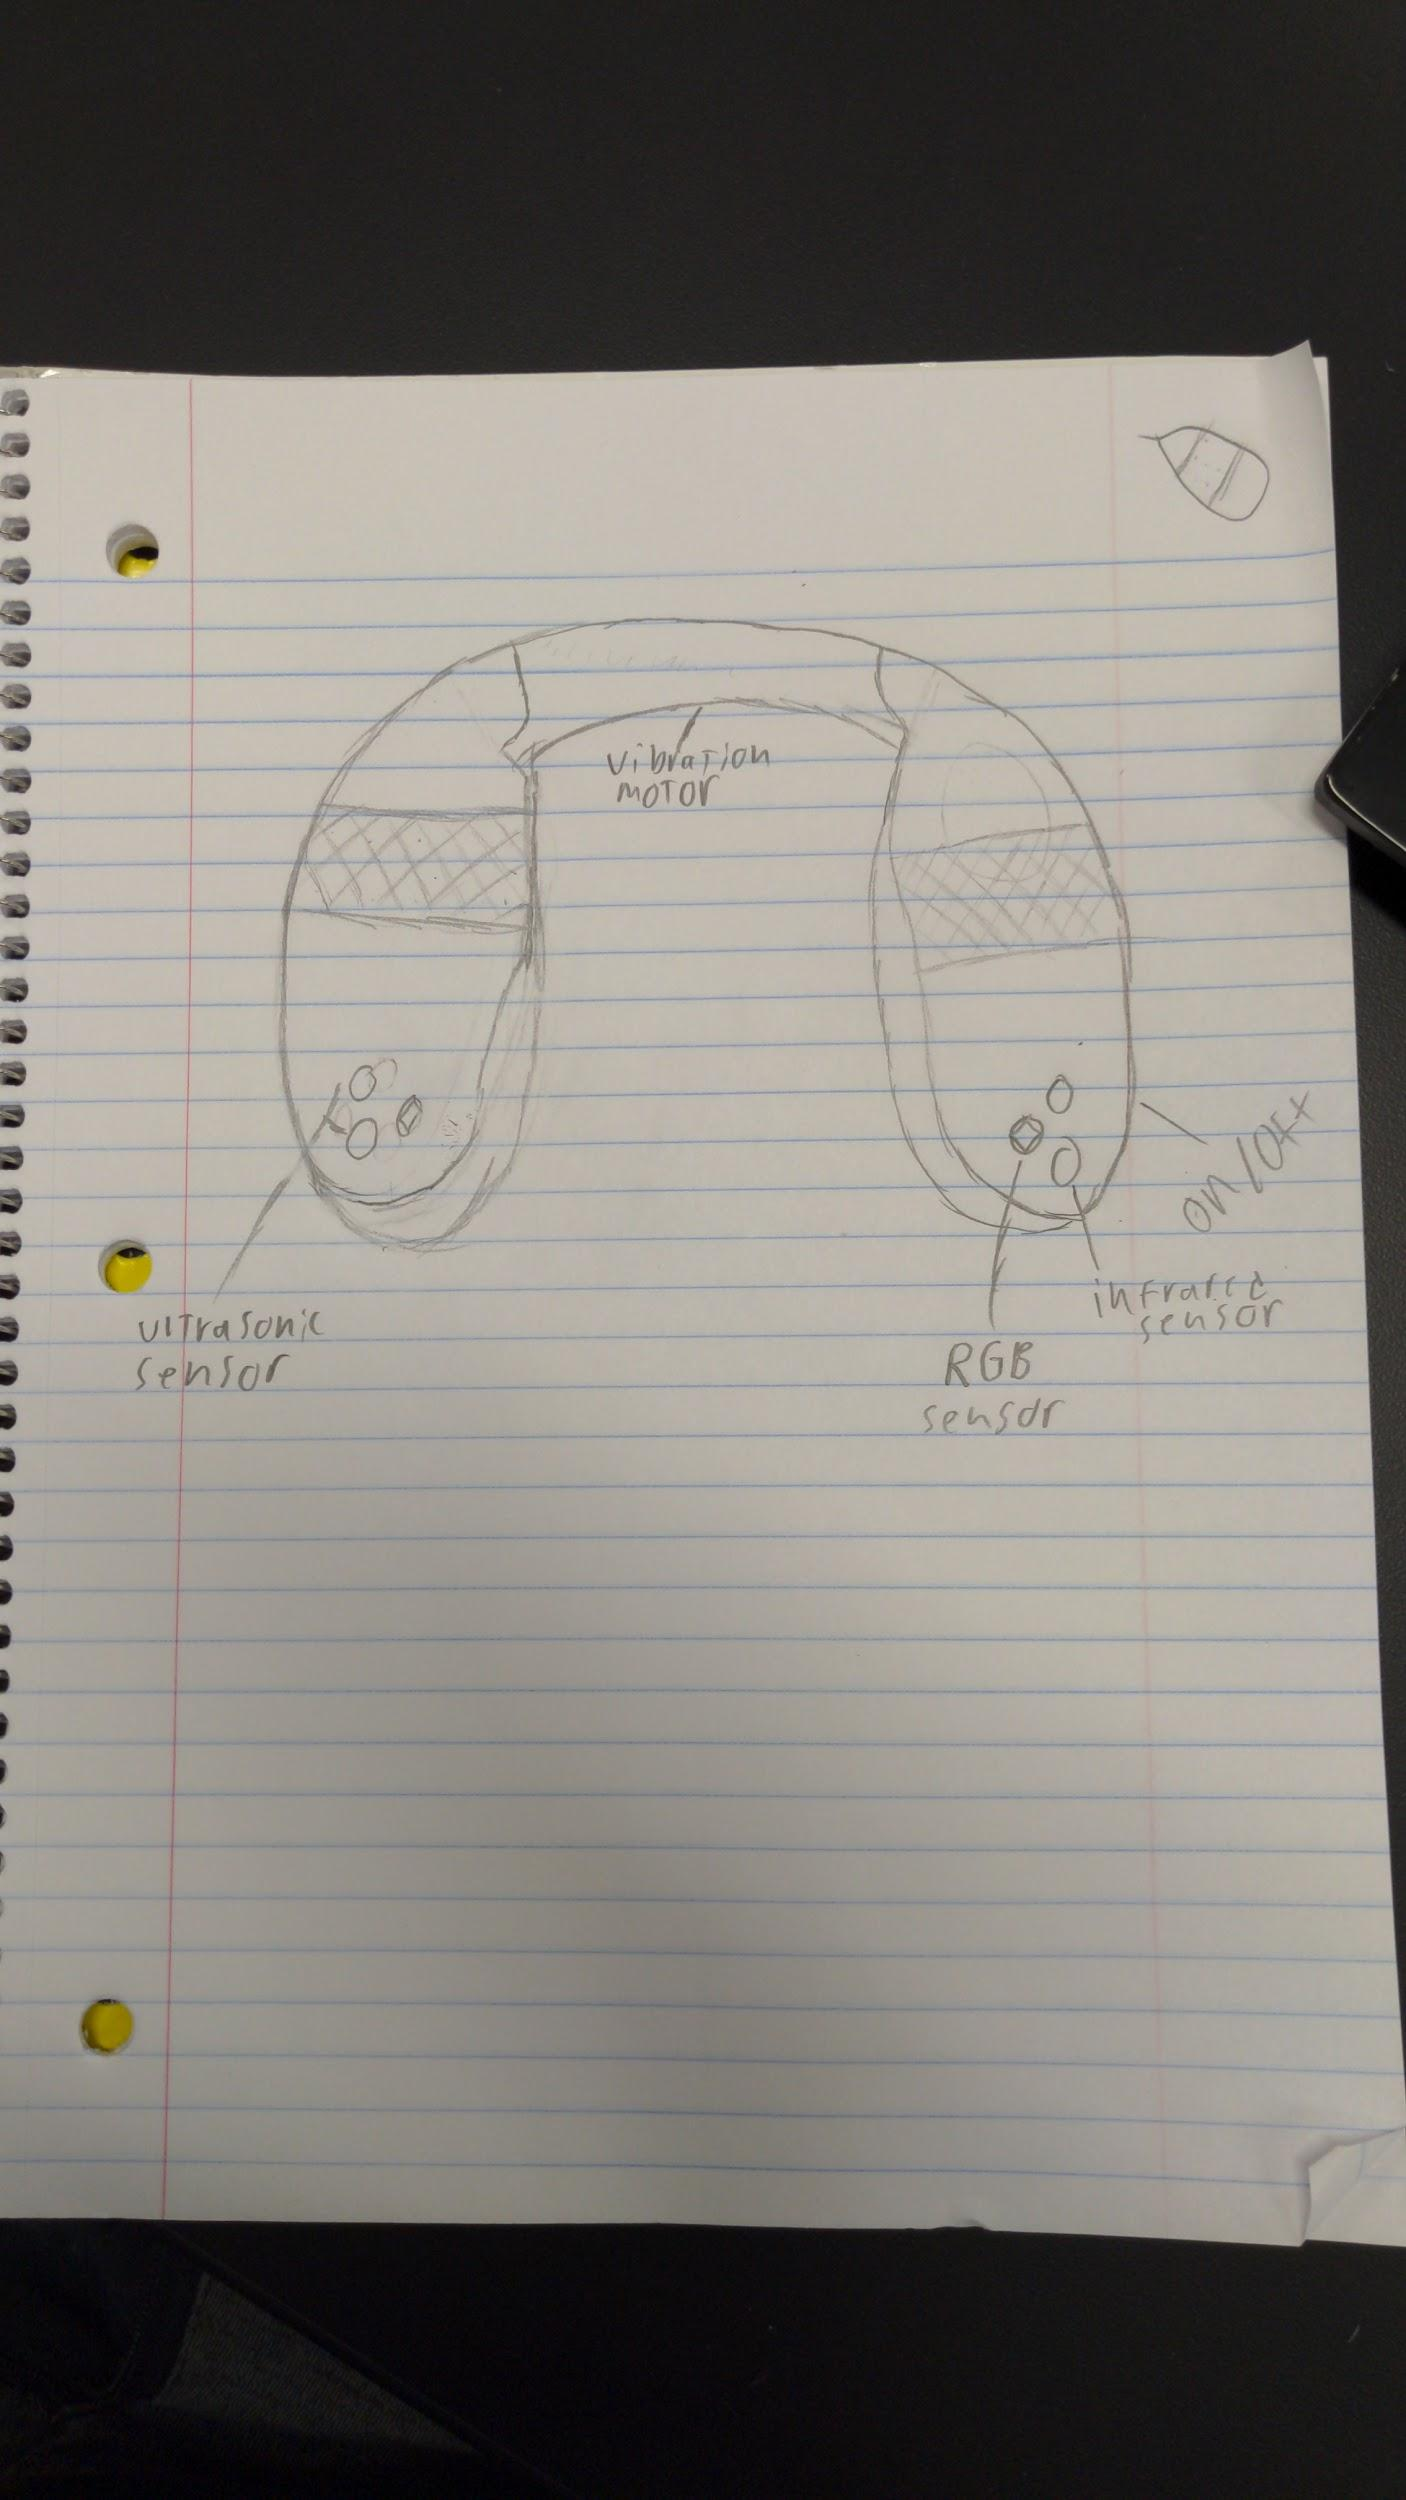 vibration
motor
on/off
ultrasonic
sensor
infrared
sensor
RGB
sensor